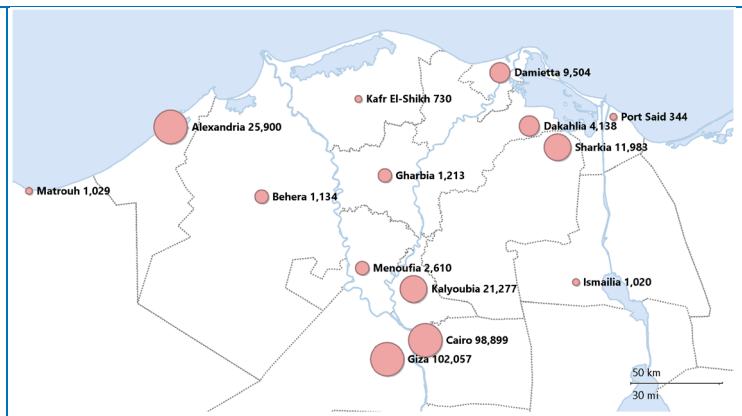 Damietta 9,504
Kafr El-Shikh 730
Port Said 344
Alexandria 25,900
Dakahlia 4,138
Sharkia 11,983
Gharbia 1,213
Matrouh 1,029
Behera 1,134
Menoufia 2,610
Ismailia 1,020
Kalyoubia 21,277
Cairo 98,899
Giza 102,057
50 km
30 mi